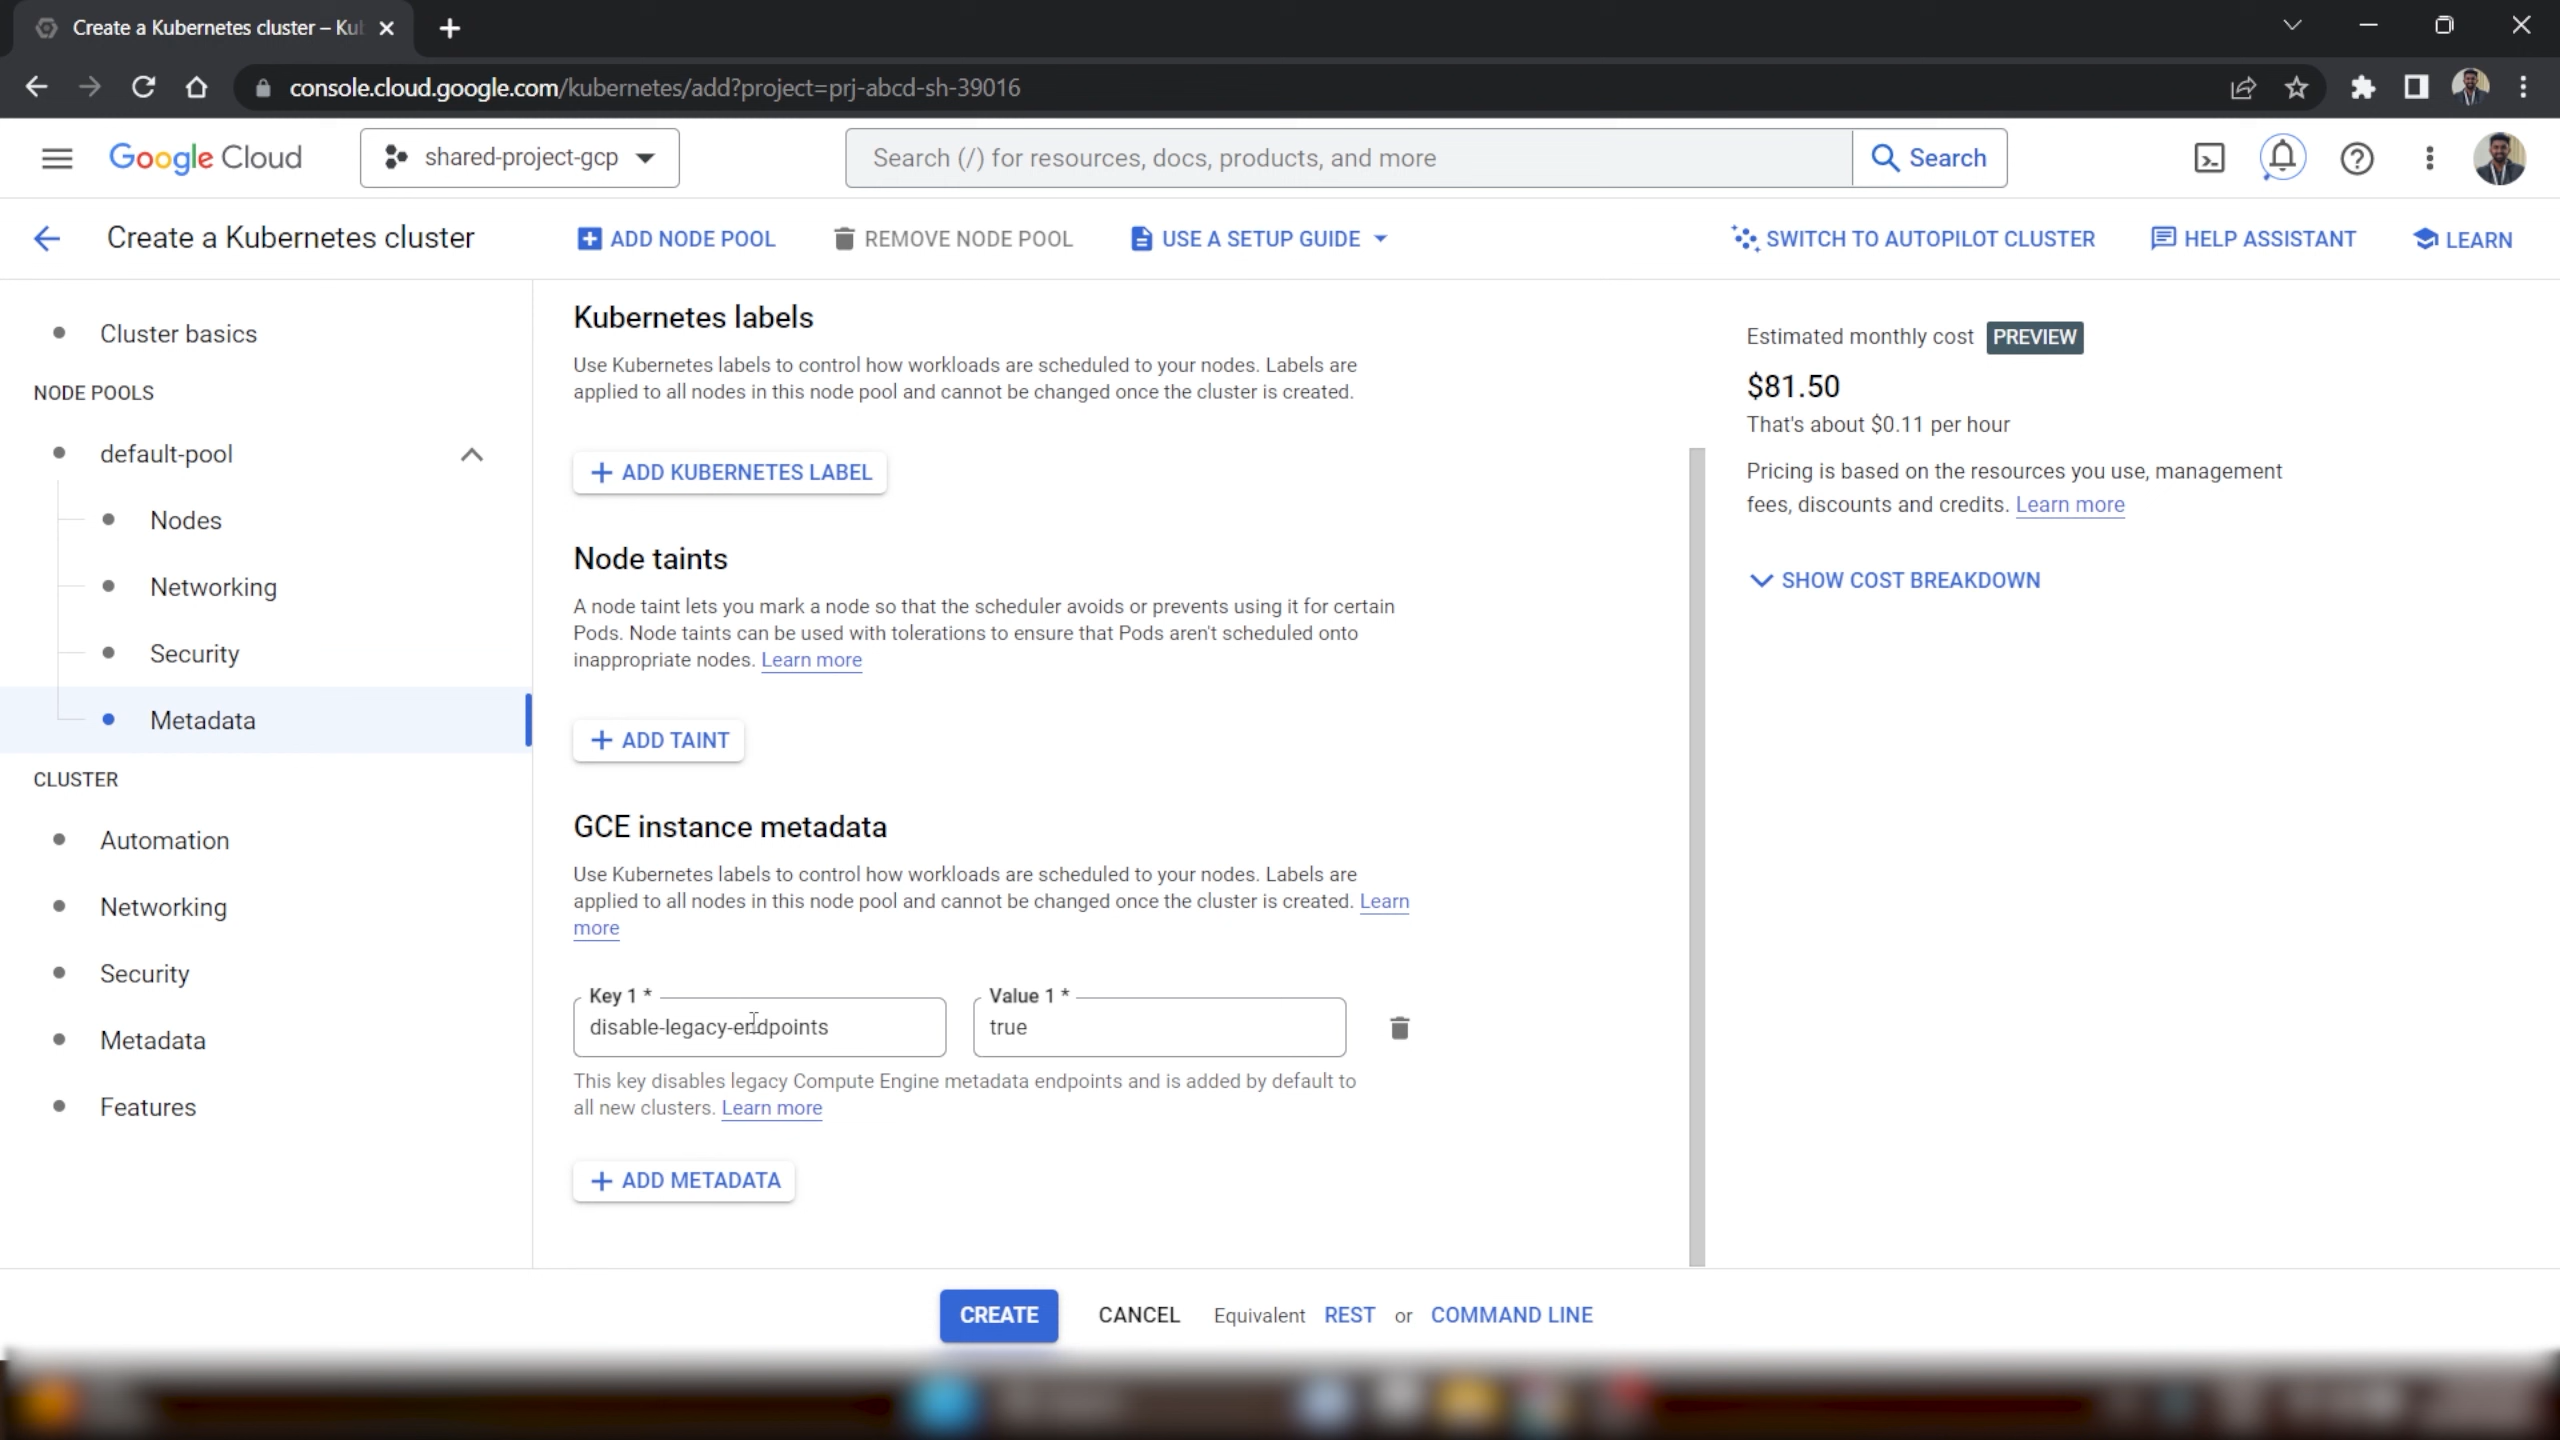 Create a Kubernetes cluster – Ku
console.cloud.google.com/kubernetes/add?project=prj-abcd-sh-39016
Google Cloud
shared-project-gcp
Search (/) for resources, docs, products, and more
Search
Create a Kubernetes cluster
ADD NODE POOL
REMOVE NODE POOL
USE A SETUP GUIDE
SWITCH TO AUTOPILOT CLUSTER
HELP ASSISTANT
LEARN
Cluster basics
NODE POOLS
default-pool
Nodes
Networking
Security
Metadata
CLUSTER
Automation
Networking
Security
Metadata
Features
Kubernetes labels
Use Kubernetes labels to control how workloads are scheduled to your nodes. Labels are
applied to all nodes in this node pool and cannot be changed once the cluster is created.
ADD KUBERNETES LABEL
Node taints
A node taint lets you mark a node so that the scheduler avoids or prevents using it for certain
Pods. Node taints can be used with tolerations to ensure that Pods aren't scheduled onto
inappropriate nodes. Learn more
ADD TAINT
GCE instance metadata
Use Kubernetes labels to control how workloads are scheduled to your nodes. Labels are
applied to all nodes in this node pool and cannot be changed once the cluster is created. Learn
more
Key 1 *
disable-legacy-endpoints
Value 1 *
true
This key disables legacy Compute Engine metadata endpoints and is added by default to
all new clusters. Learn more
ADD METADATA
Estimated monthly cost PREVIEW
$81.50
That's about $0.11 per hour
Pricing is based on the resources you use, management
fees, discounts and credits. Learn more
SHOW COST BREAKDOWN
CREATE
CANCEL
Equivalent REST or COMMAND LINE